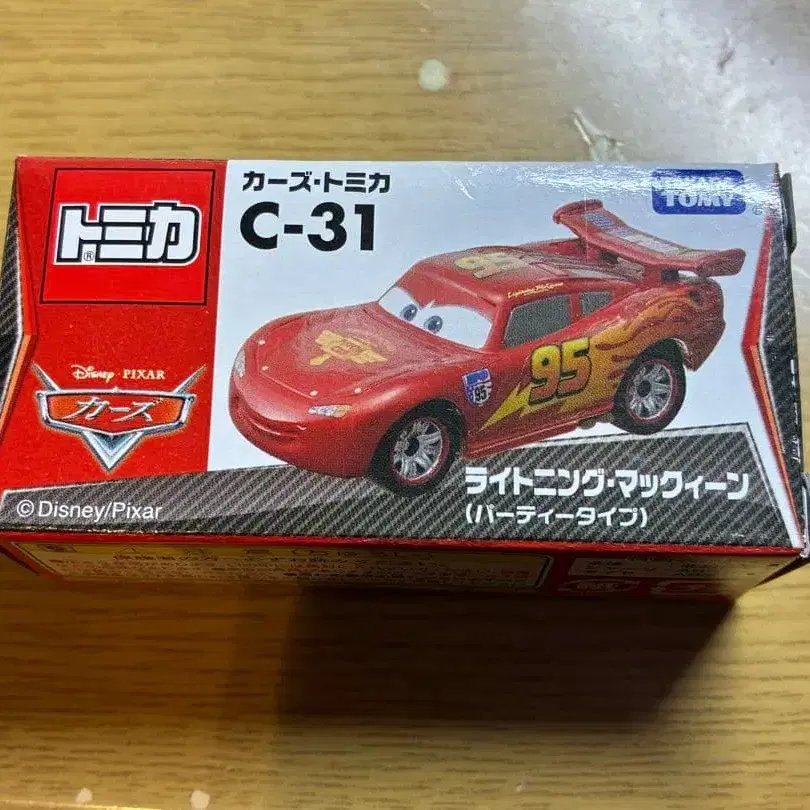 トミカ
®
カーズ・トミカ
C-31
TOMY
Disney・PIXAR
カーズ
95
95
95
ライトニング・マックィーン
(パーティータイプ)
©Disney/Pixar